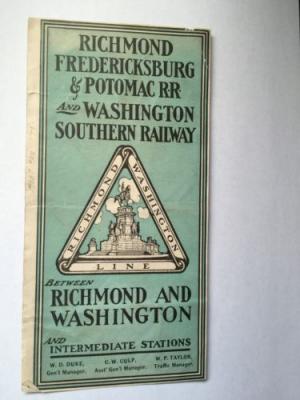 RICHMOND
FREDERICKSBURG
& POTOMAC RR
AND WASHINGTON
SOUTHERN RAILWAY
RICHMOND
WASHINGTON
LINE
BETWEEN
RICHMOND AND
WASHINGTON
AND
INTERMEDIATE STATIONS
W. D. DUKE, C. W. CULP, W. P. TAYLOR,
Gen'l Manager. Asst' Gen'l Manager. Traffic Manager.